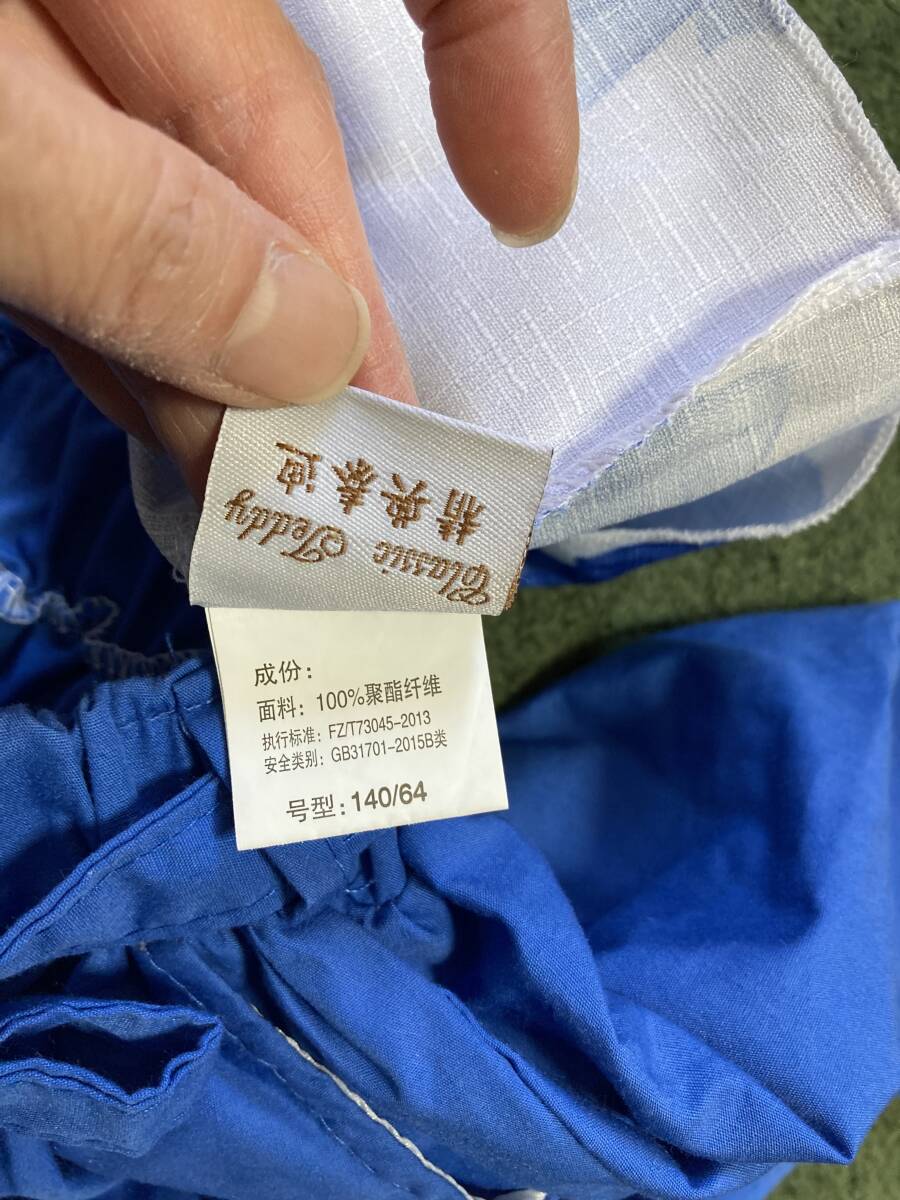 Classic Teddy
精典泰迪
成份：
面料：100%聚酯纤维
执行标准：FZ/T73045-2013
安全类别：GB31701-2015B类
号型：140/64